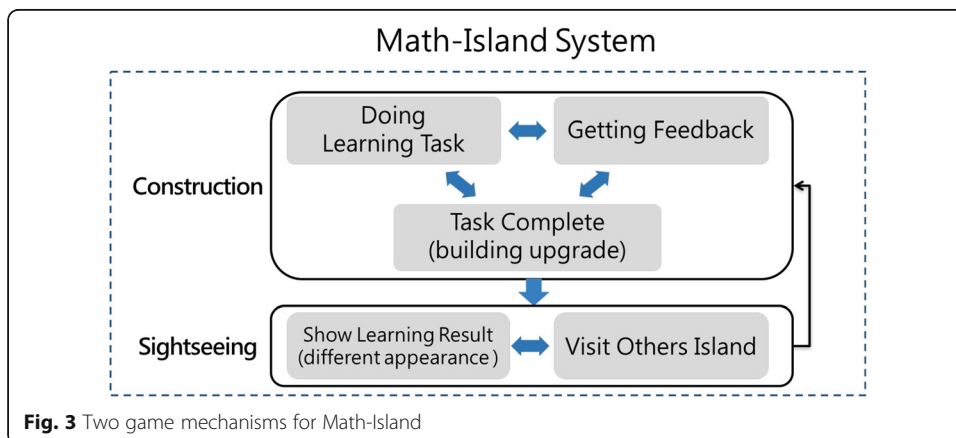 Math-Island System
Doing
Learning Task
Getting Feedback
Construction
Task Complete
(building upgrade)
Sightseeing
Show Learning Result
(different appearance )
Visit Others Island
Fig. 3 Two game mechanisms for Math-Island